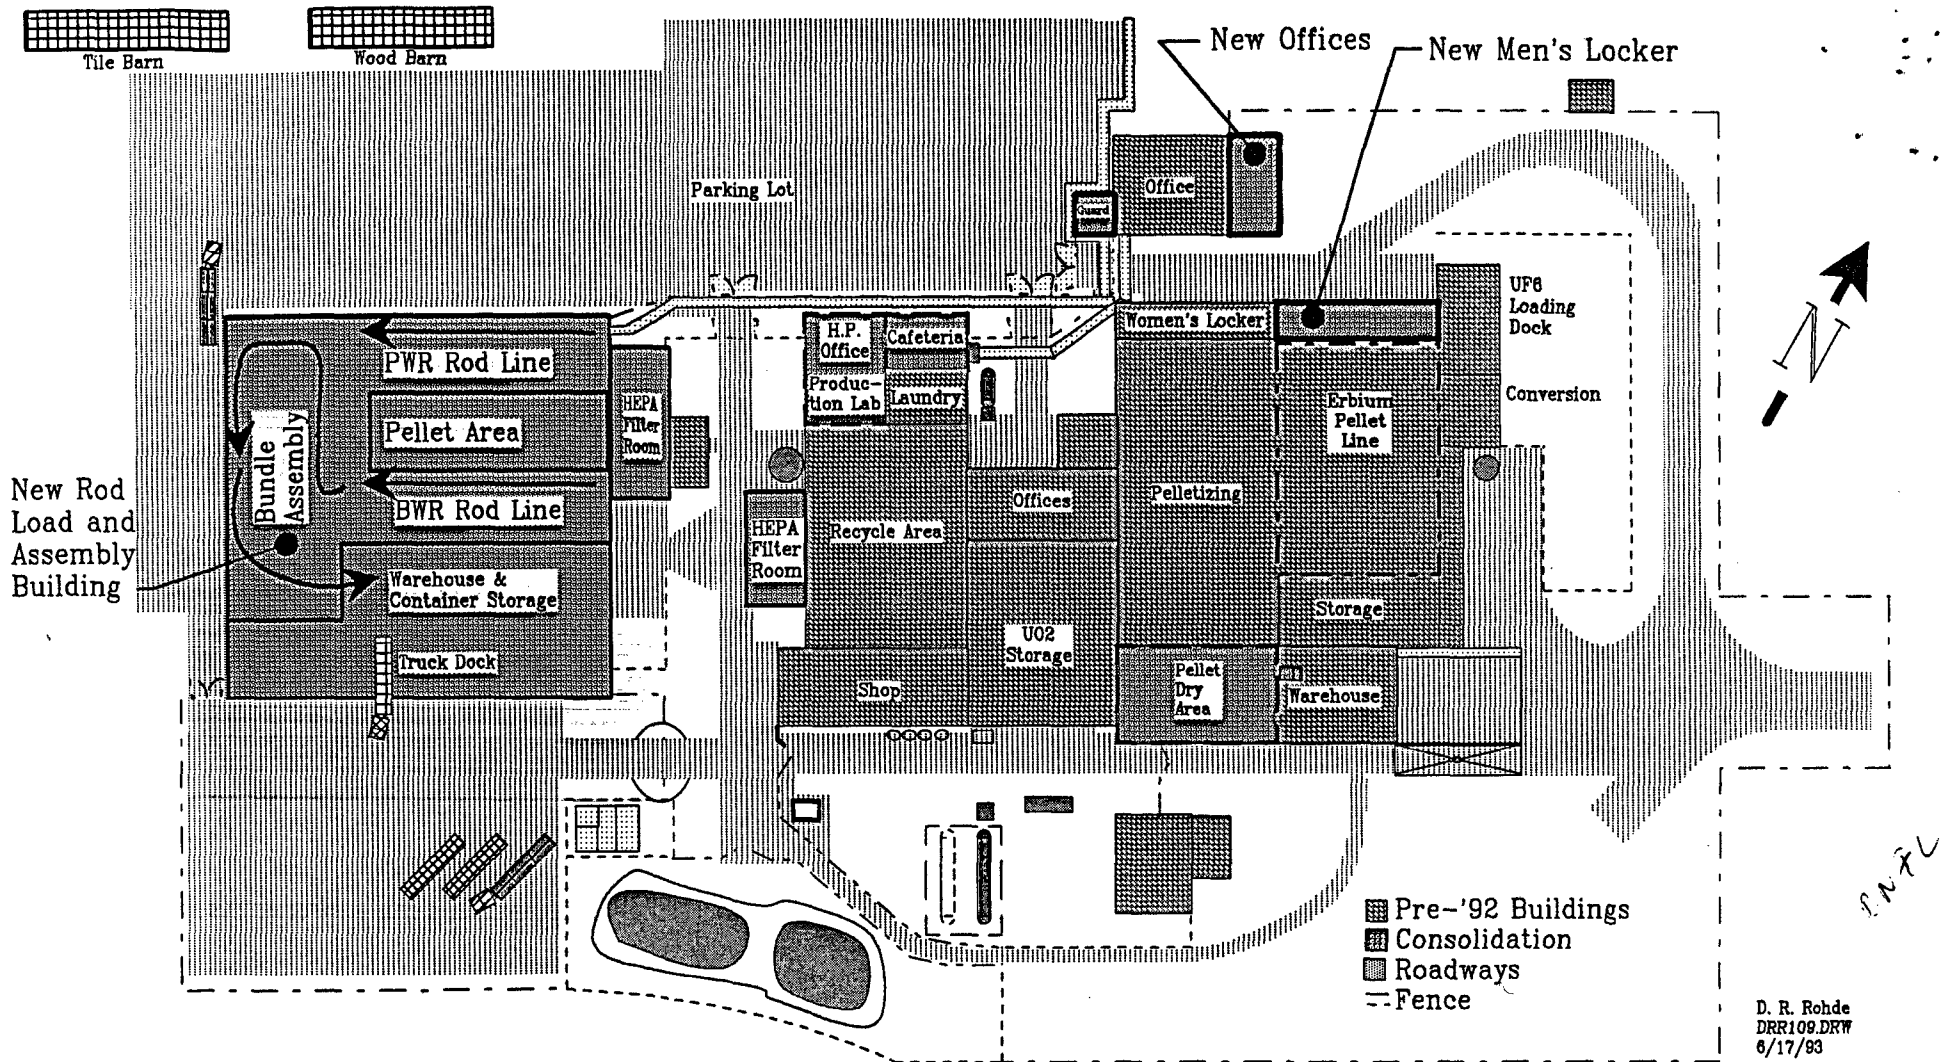 Tile Barn
Wood Barn
New Offices
New Men's Locker
Parking Lot
Office
Guard
UF6
Loading
Dock
Women's Locker
H.P.
Office
Cafeteria
PWR Rod Line
Produc-
tion Lab
Laundry
Conversion
HEPA
Filter
Room
Erbium
Pellet
Line
Pellet Area
Bundle
Assembly
New Rod
Load and
Assembly
Building
BWR Rod Line
Offices
Pelletizing
HEPA
Filter
Room
Recycle Area
Warehouse &
Container Storage
Storage
UO2
Storage
Truck Dock
Shop
Pellet
Dry
Area
Warehouse
N
Pre-'92 Buildings
Consolidation
Roadways
Fence
D. R. Rohde
DRR109.DRW
6/17/93